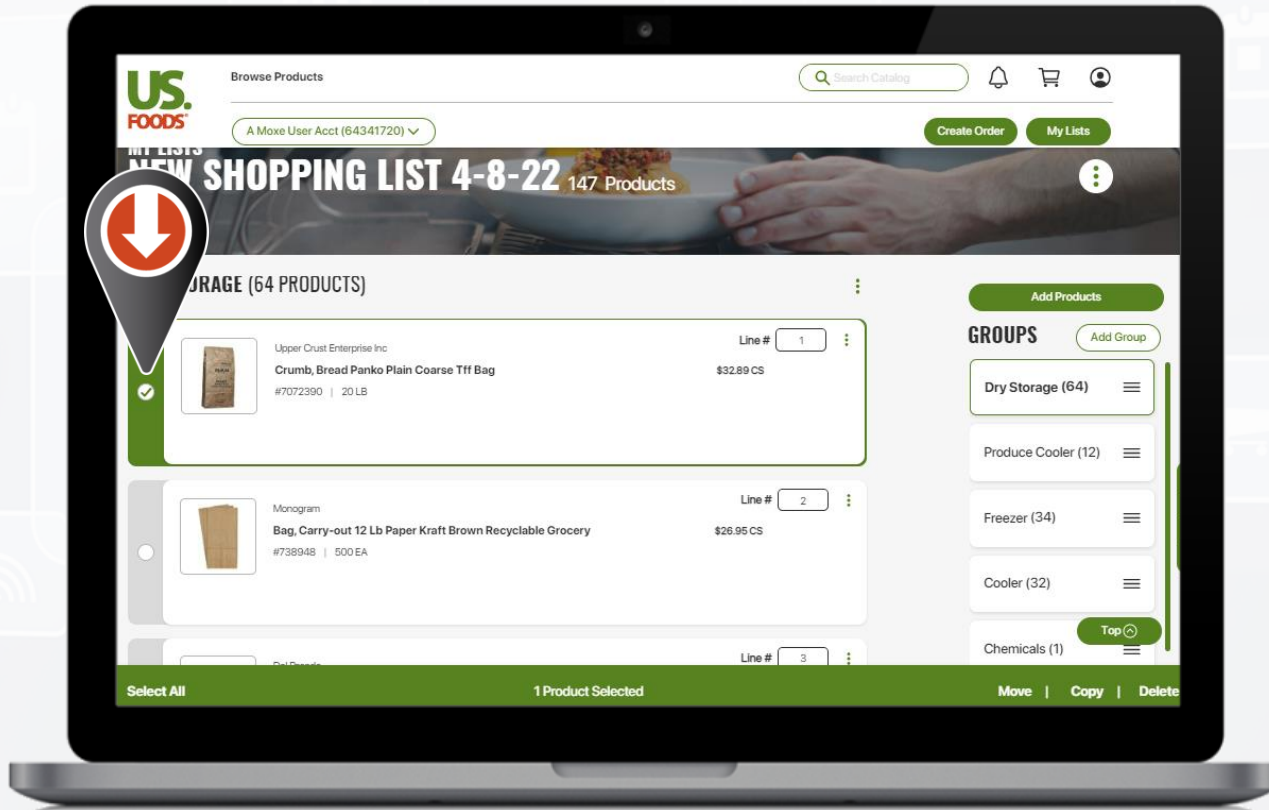 US.
FOODS
Browse Products
Search Catalog
A Moxe User Acct (64341720)
Create Order
My Lists
MY LISTS
NEW SHOPPING LIST 4-8-22 147 Products
(64 PRODUCTS)
Add Products
GROUPS
Add Group
Upper Crust Enterprise Inc
Line # 1
Crumb, Bread Panko Plain Coarse Tff Bag
$32.89 CS
#7072390 | 20 LB
Dry Storage (64)
Produce Cooler (12)
Monogram
Line # 2
Bag, Carry-out 12 Lb Paper Kraft Brown Recyclable Grocery
$26.95 CS
#738948 | 500 EA
Freezer (34)
Cooler (32)
Top
Chemicals (1)
Line # 3
Select All
1 Product Selected
Move | Copy | Delete